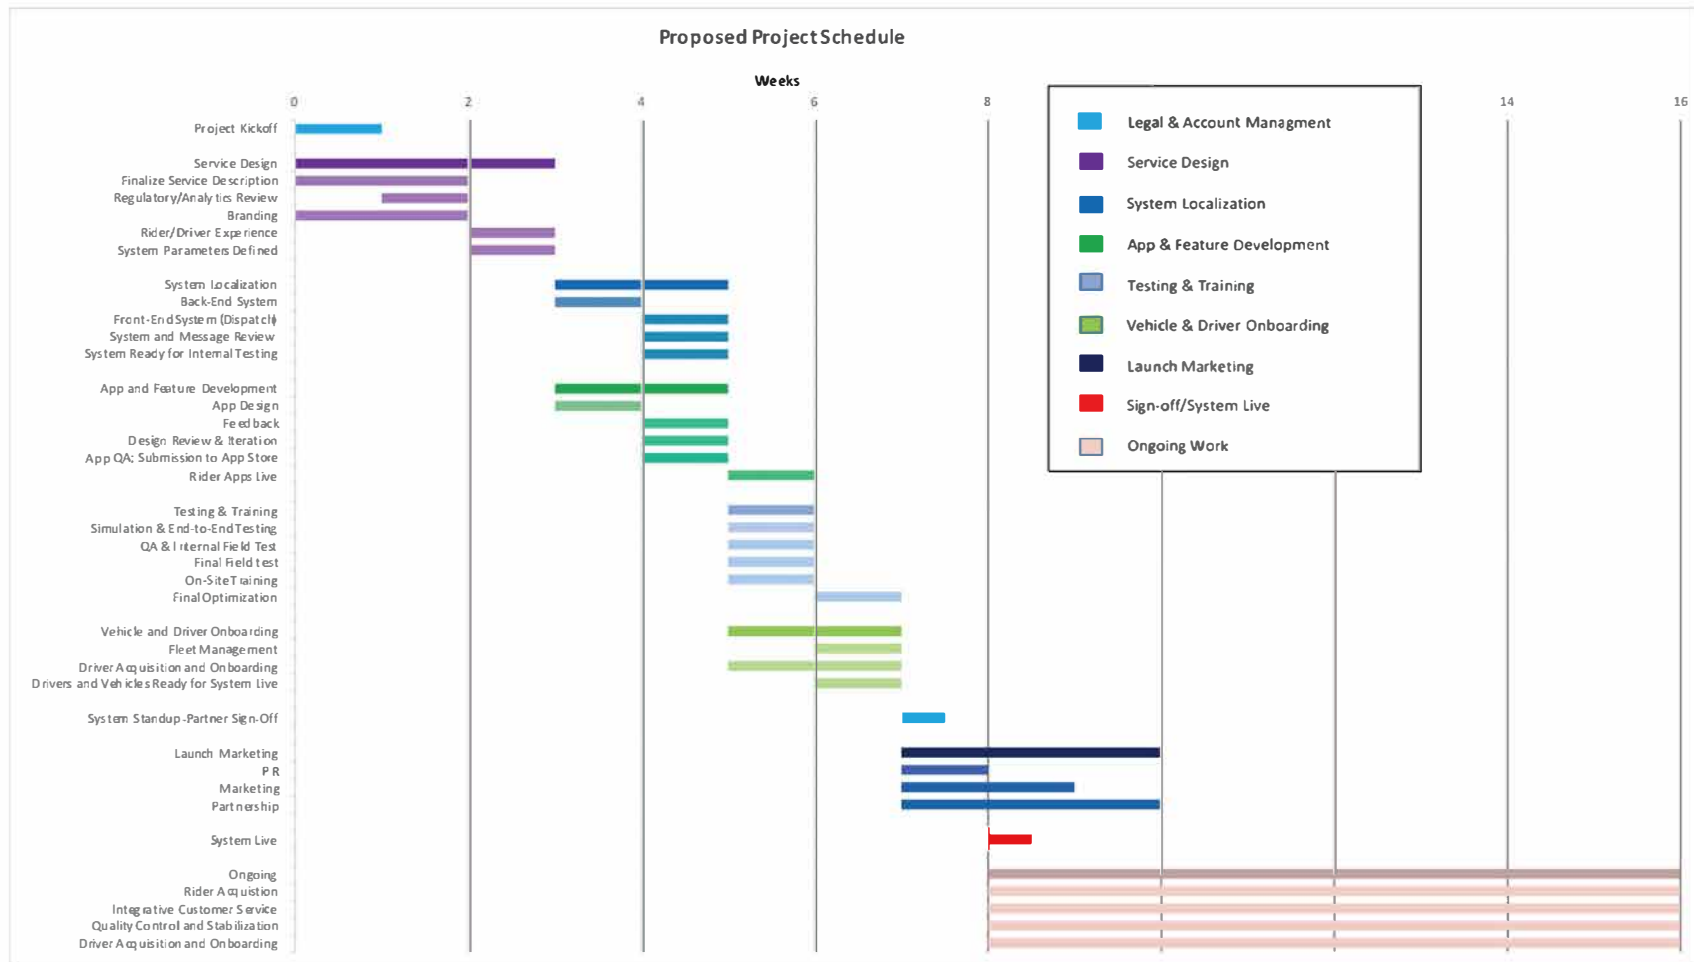 Proposed Project Schedule
Weeks
0 2 4 6 8 14 16
Project Kickoff
Service Design
Finalize Service Description
Regulatory/Analytics Review
Branding
Rider/Driver Experience
System Parameters Defined
System Localization
Back-End System
Front-End System (Dispatch)
System and Message Review
System Ready for Internal Testing
App and Feature Development
App Design
Feedback
Design Review & Iteration
App QA; Submission to App Store
Rider Apps Live
Testing & Training
Simulation & End-to-End Testing
QA & Internal Field Test
Final Field test
On-Site Training
Final Optimization
Vehicle and Driver Onboarding
Fleet Management
Driver Acquisition and Onboarding
Drivers and Vehicles Ready for System Live
System Standup-Partner Sign-Off
Launch Marketing
PR
Marketing
Partnership
System Live
Ongoing
Rider Acquistion
Integrative Customer Service
Quality Control and Stabilization
Driver Acquisition and Onboarding
Legal & Account Managment
Service Design
System Localization
App & Feature Development
Testing & Training
Vehicle & Driver Onboarding
Launch Marketing
Sign-off/System Live
Ongoing Work